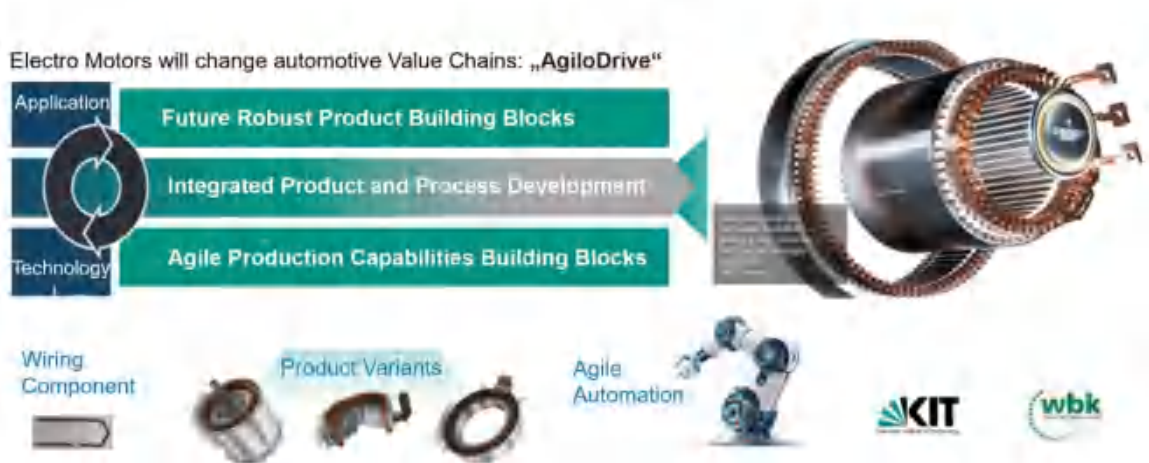 Electro Motors will change automotive Value Chains: „AgiloDrive“
Application
Future Robust Product Building Blocks
Integrated Product and Process Development
Technology
Agile Production Capabilities Building Blocks
Wiring
Component
Product Variants
Agile
Automation
KIT
wbk